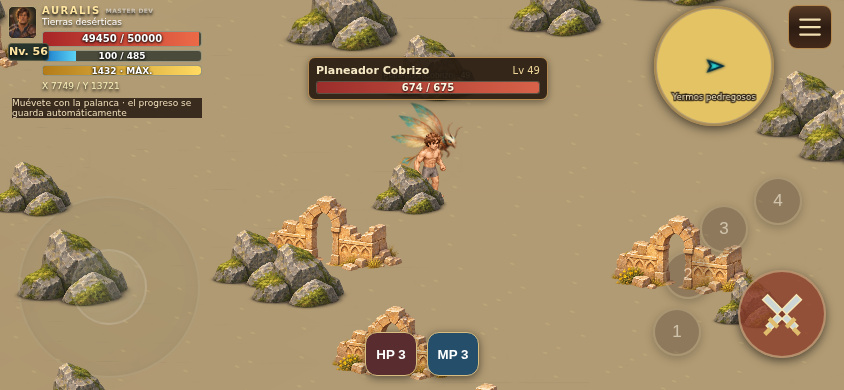 AURALIS MASTER DEV
Tierras desérticas
49450 / 50000
Nv. 56
100 / 485
1432 · MAX.
X 7749 / Y 13721
Muévete con la palanca · el progreso se
guarda automáticamente
Planeador Cobrizo Lv 49
674 / 675
Yermos pedregosos
4
3
2
1
HP 3
MP 3